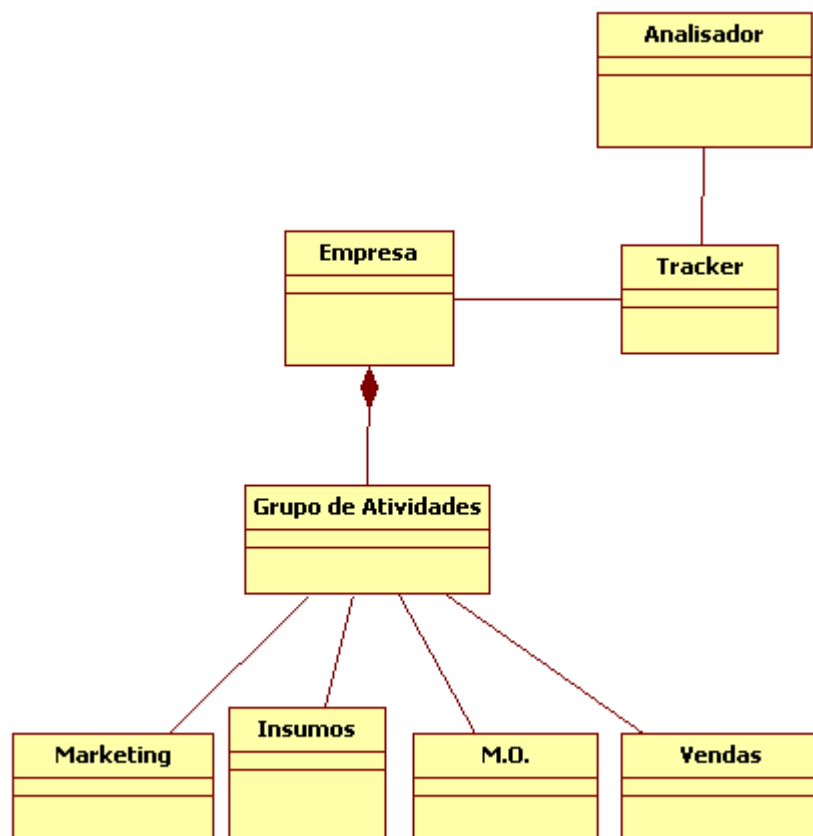 Analisador
Empresa
Tracker
Grupo de Atividades
Marketing
Insumos
M.O.
Vendas